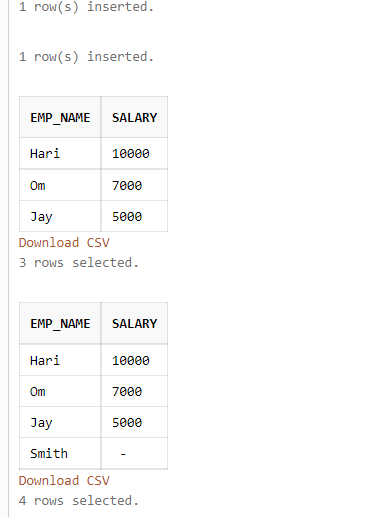 1 row(s) inserted.
1 row(s) inserted.
EMP_NAME SALARY
Hari 10000
Om 7000
Jay 5000
Download CSV
3 rows selected.
EMP_NAME SALARY
Hari 10000
Om 7000
Jay 5000
Smith -
Download CSV
4 rows selected.